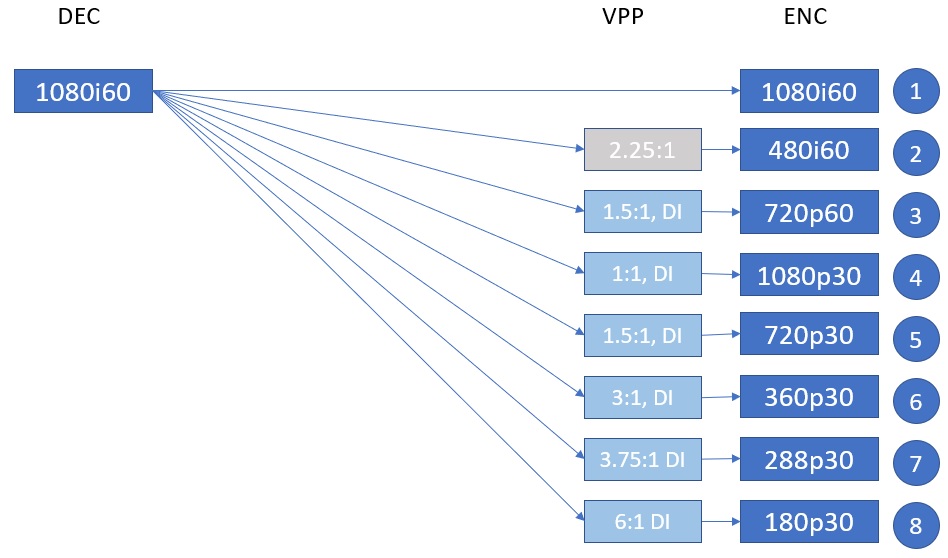 DEC VPP ENC
1080i60 1080i60 1
2.25:1 480i60 2
1.5:1, DI 720p60 3
1:1, DI 1080p30 4
1.5:1, DI 720p30 5
3:1, DI 360p30 6
3.75:1 DI 288p30 7
6:1 DI 180p30 8